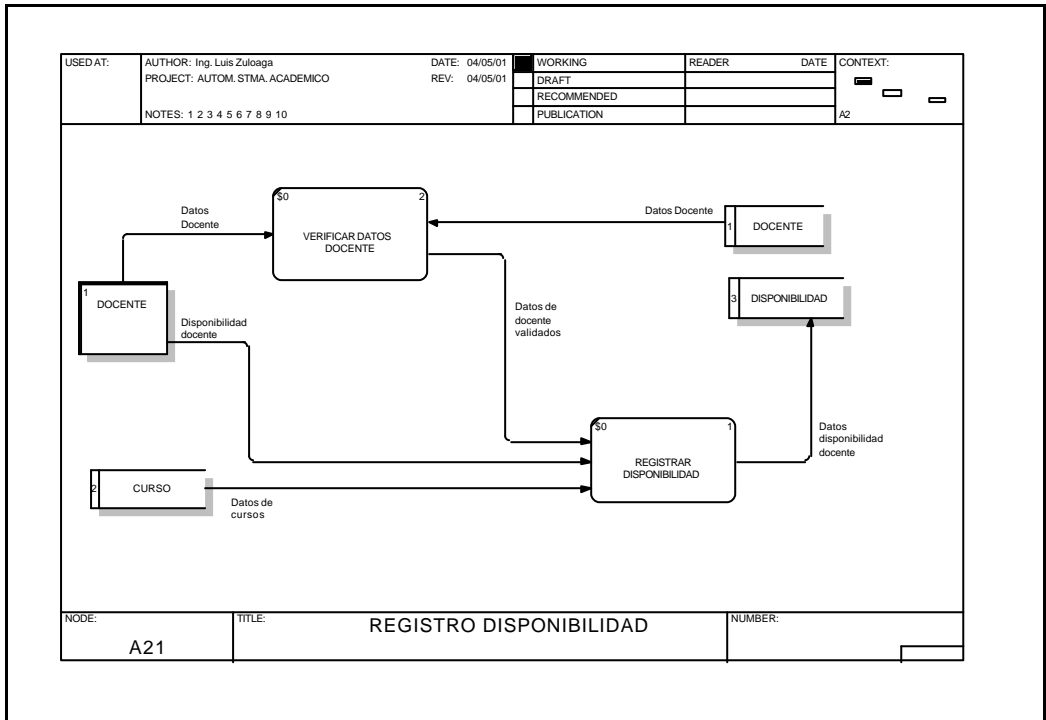 USED AT:
AUTHOR: Ing. Luis Zuloaga
DATE: 04/05/01
PROJECT: AUTOM. STMA. ACADEMICO
REV: 04/05/01
NOTES: 1 2 3 4 5 6 7 8 9 10
WORKING
DRAFT
RECOMMENDED
PUBLICATION
READER DATE
CONTEXT:
A2
$0 2
VERIFICAR DATOS
DOCENTE
Datos
Docente
Datos Docente
1 DOCENTE
1
DOCENTE
3 DISPONIBILIDAD
Disponibilidad
docente
Datos de
docente
validados
$0 1
REGISTRAR
DISPONIBILIDAD
Datos
disponibilidad
docente
2 CURSO
Datos de
cursos
NODE:
A21
TITLE:
REGISTRO DISPONIBILIDAD
NUMBER: